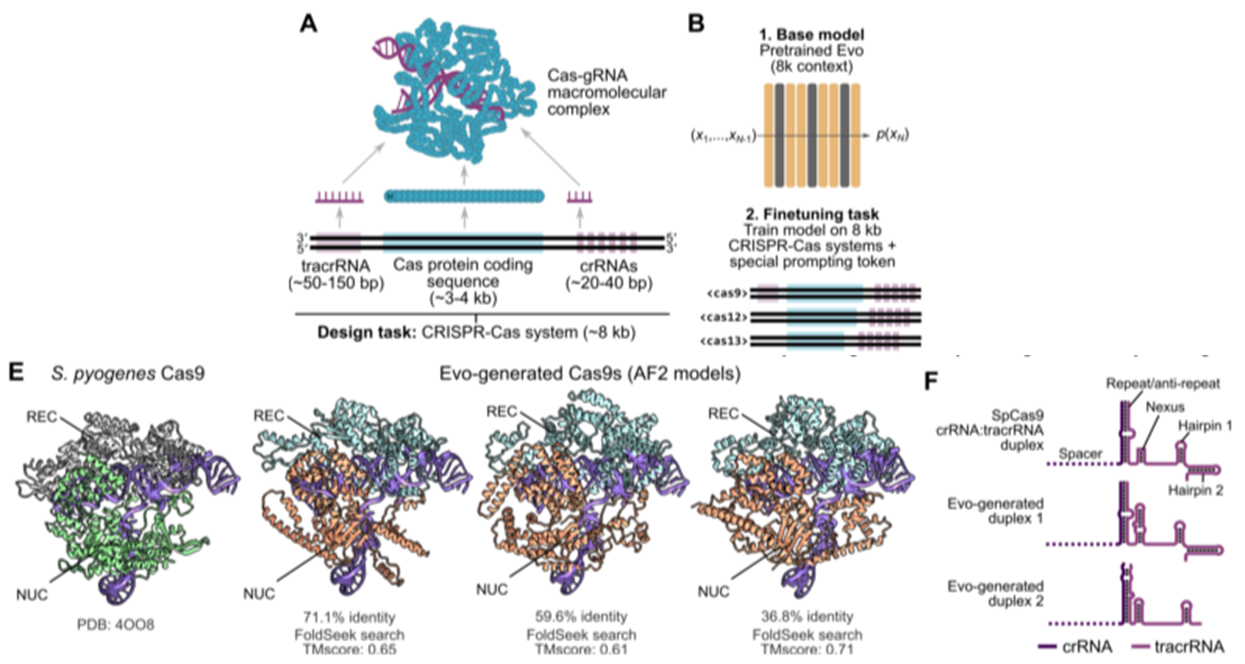 A
Cas-gRNA
macromolecular
complex
3' 5'
5' 3'
tracrRNA
(~50-150 bp)
Cas protein coding
sequence
(~3-4 kb)
crRNAs
(~20-40 bp)
Design task: CRISPR-Cas system (~8 kb)
B
1. Base model
Pretrained Evo
(8k context)
(x1,...,xN-1)
p(xN)
2. Finetuning task
Train model on 8 kb
CRISPR-Cas systems +
special prompting token
<cas9>
<cas12>
<cas13>
E
S. pyogenes Cas9
REC
NUC
PDB: 4OO8
Evo-generated Cas9s (AF2 models)
REC
NUC
71.1% identity
FoldSeek search
TMscore: 0.65
REC
NUC
59.6% identity
FoldSeek search
TMscore: 0.61
REC
NUC
36.8% identity
FoldSeek search
TMscore: 0.71
F
Repeat/anti-repeat
SpCas9
crRNA:tracrRNA
duplex
Nexus
Hairpin 1
Spacer
Hairpin 2
Evo-generated
duplex 1
Evo-generated
duplex 2
crRNA
tracrRNA